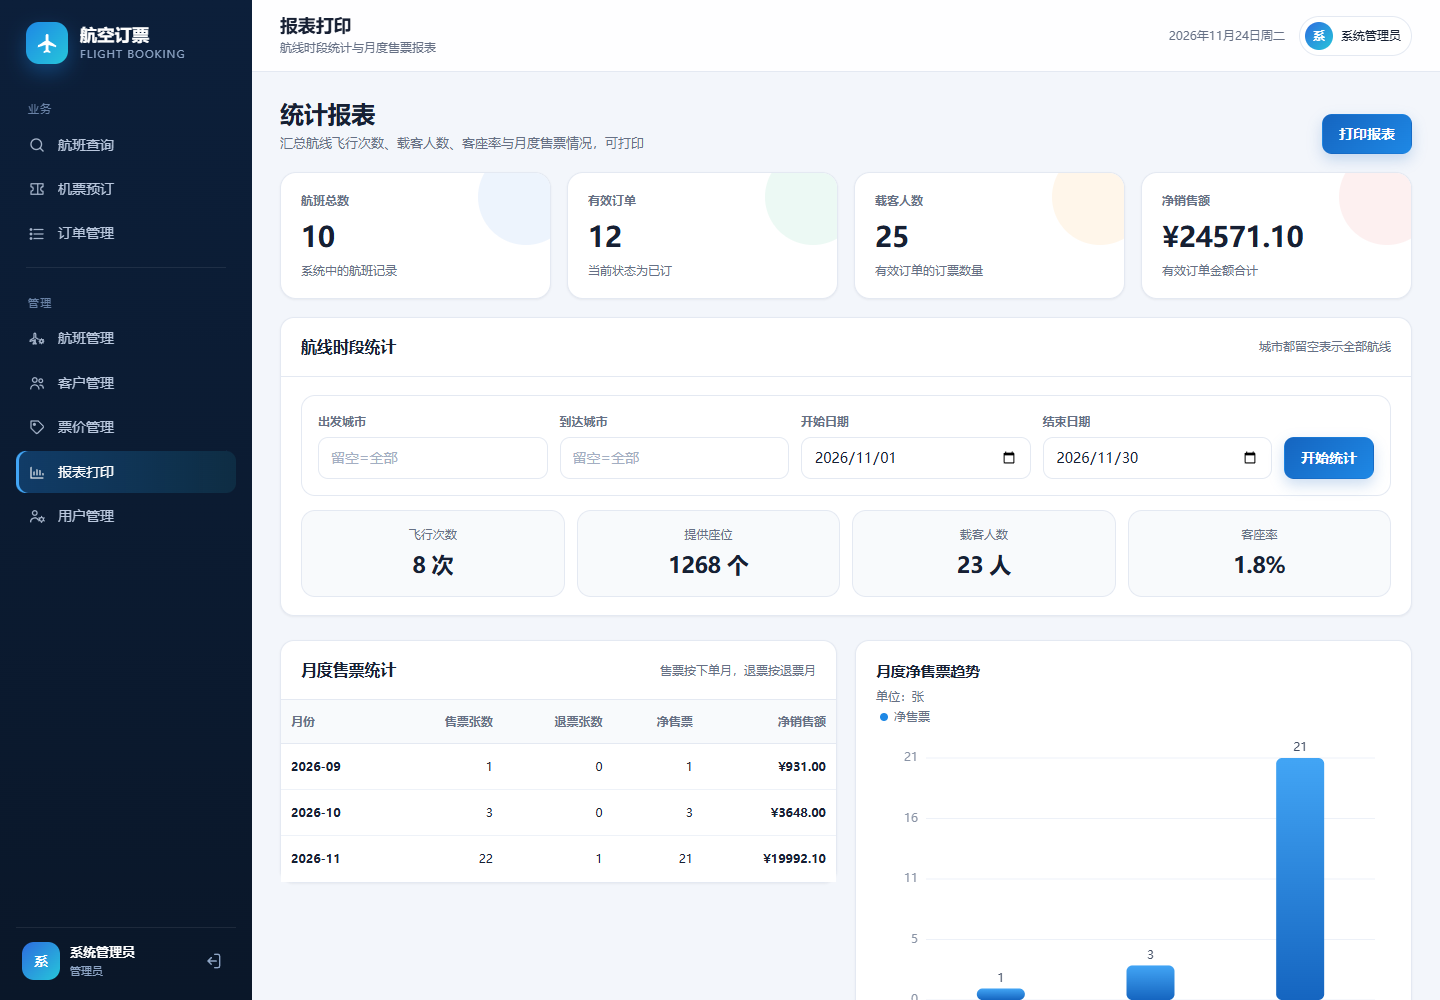 航空订票
FLIGHT BOOKING
业务
航班查询
机票预订
订单管理
管理
航班管理
客户管理
票价管理
报表打印
用户管理
系
系统管理员
管理员
报表打印
航线时段统计与月度售票报表
2026年11月24日周二
系
系统管理员
统计报表
汇总航线飞行次数、载客人数、客座率与月度售票情况，可打印
打印报表
航班总数
10
系统中的航班记录
有效订单
12
当前状态为已订
载客人数
25
有效订单的订票数量
净销售额
¥24571.10
有效订单金额合计
航线时段统计
城市都留空表示全部航线
出发城市
到达城市
开始日期
结束日期
留空=全部
留空=全部
2026/11/01
2026/11/30
开始统计
飞行次数
8 次
提供座位
1268 个
载客人数
23 人
客座率
1.8%
月度售票统计
售票按下单月，退票按退票月
月份 售票张数 退票张数 净售票 净销售额
2026-09 1 0 1 ¥931.00
2026-10 3 0 3 ¥3648.00
2026-11 22 1 21 ¥19992.10
月度净售票趋势
单位：张
净售票
21
21
16
11
5
3
1
0